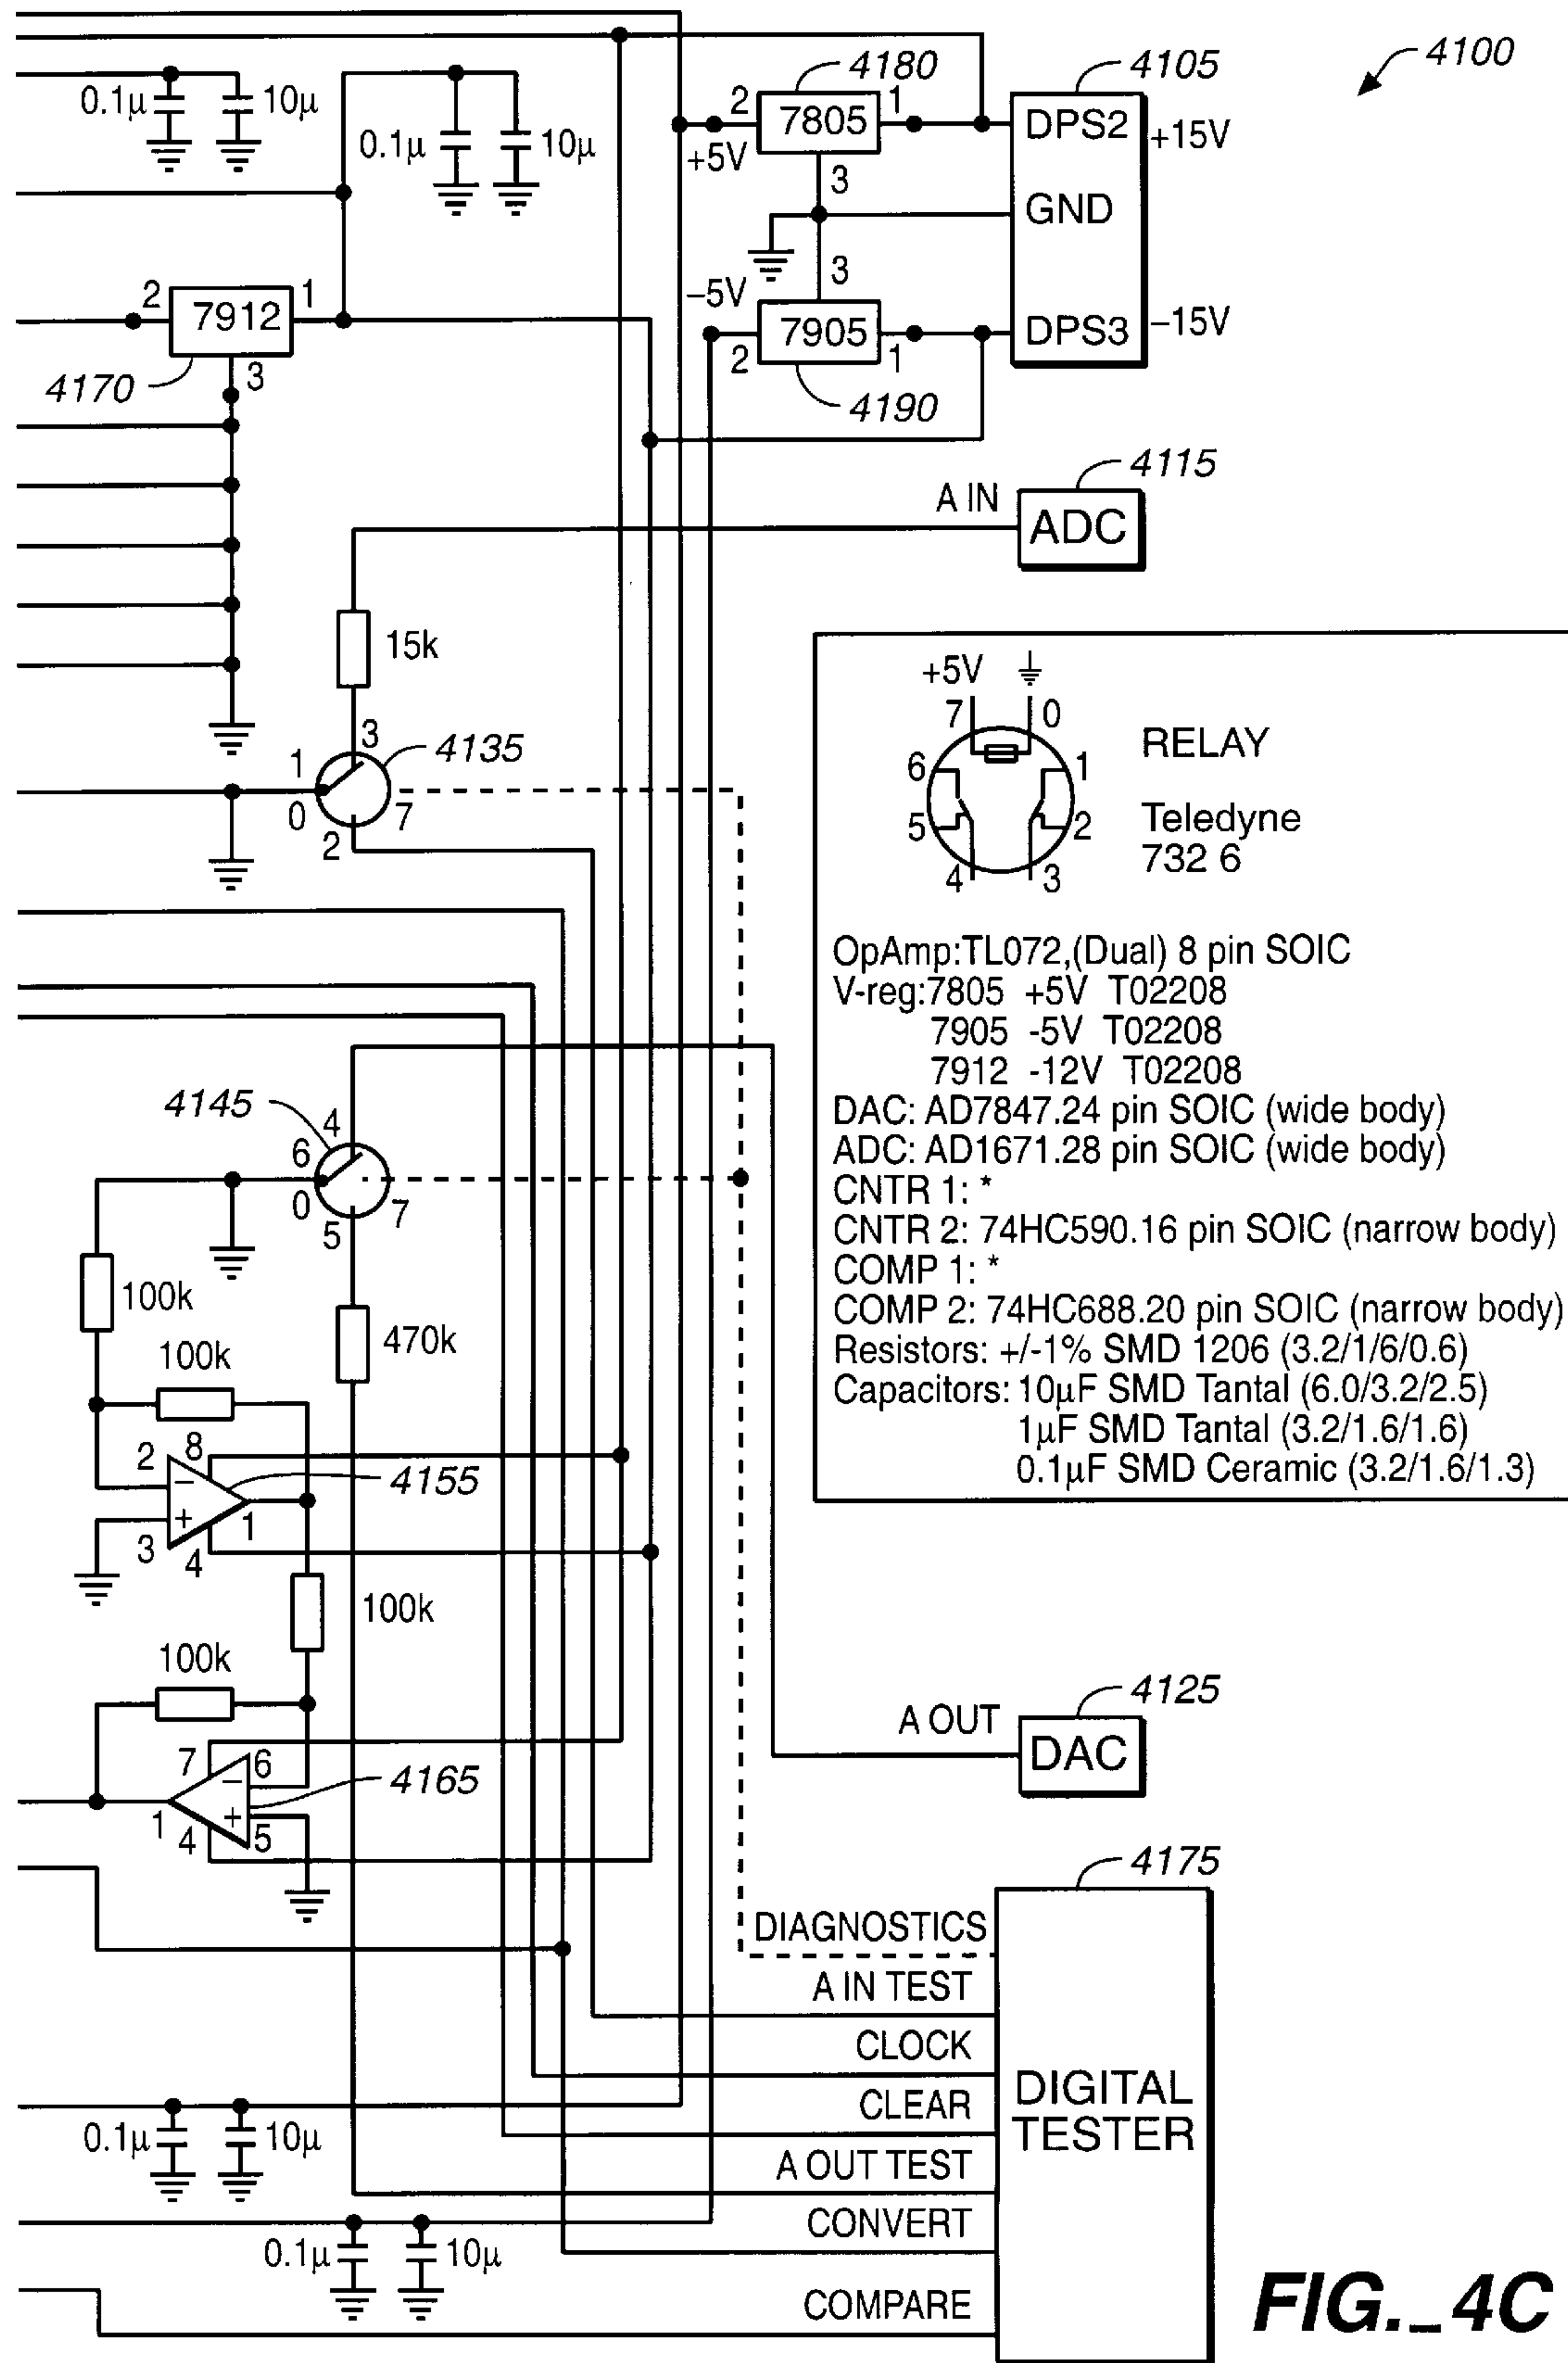 4100
0.1µ
10µ
0.1µ
10µ
2
4180
1
7805
+5V
3
4105
DPS2
+15V
GND
3
–5V
7905
2
1
4190
DPS3
–15V
2
7912
1
4170
3
4115
A IN
ADC
15k
3
1
4135
0
7
2
+5V
7
0
6
1
5
2
4
3
RELAY
Teledyne
732 6
OpAmp:TL072,(Dual) 8 pin SOIC
V-reg:7805 +5V T02208
7905 -5V T02208
7912 -12V T02208
DAC: AD7847.24 pin SOIC (wide body)
ADC: AD1671.28 pin SOIC (wide body)
CNTR 1: *
CNTR 2: 74HC590.16 pin SOIC (narrow body)
COMP 1: *
COMP 2: 74HC688.20 pin SOIC (narrow body)
Resistors: +/-1% SMD 1206 (3.2/1/6/0.6)
Capacitors: 10µF SMD Tantal (6.0/3.2/2.5)
1µF SMD Tantal (3.2/1.6/1.6)
0.1µF SMD Ceramic (3.2/1.6/1.3)
4145
4
6
0
7
5
100k
470k
100k
2
8
–
4155
+
1
3
4
100k
100k
7
6
–
4165
+
1
4
5
4125
A OUT
DAC
4175
DIAGNOSTICS
A IN TEST
CLOCK
CLEAR
A OUT TEST
CONVERT
COMPARE
DIGITAL
TESTER
0.1µ
10µ
0.1µ
10µ
FIG._4C